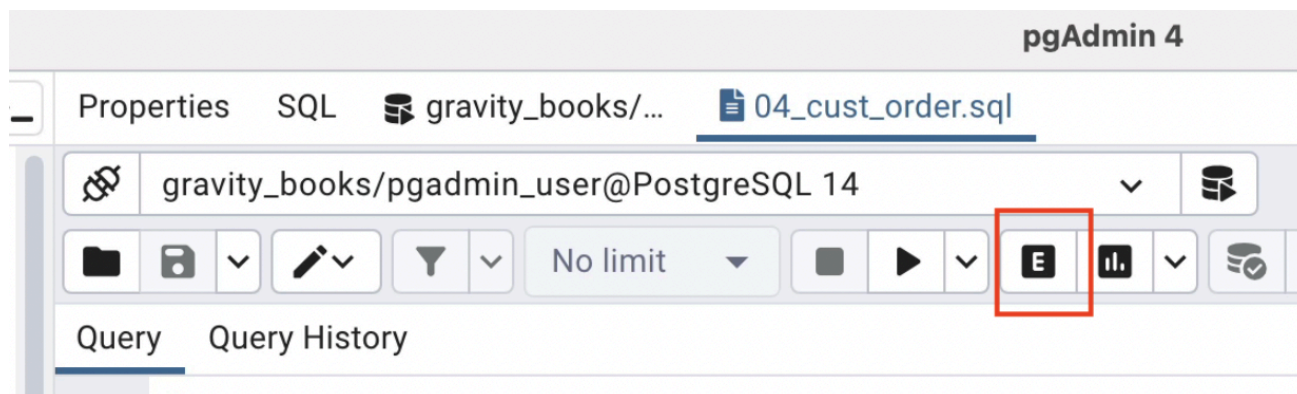 pgAdmin 4
Properties SQL gravity_books/... 04_cust_order.sql
gravity_books/pgadmin_user@PostgreSQL 14
No limit E
Query Query History